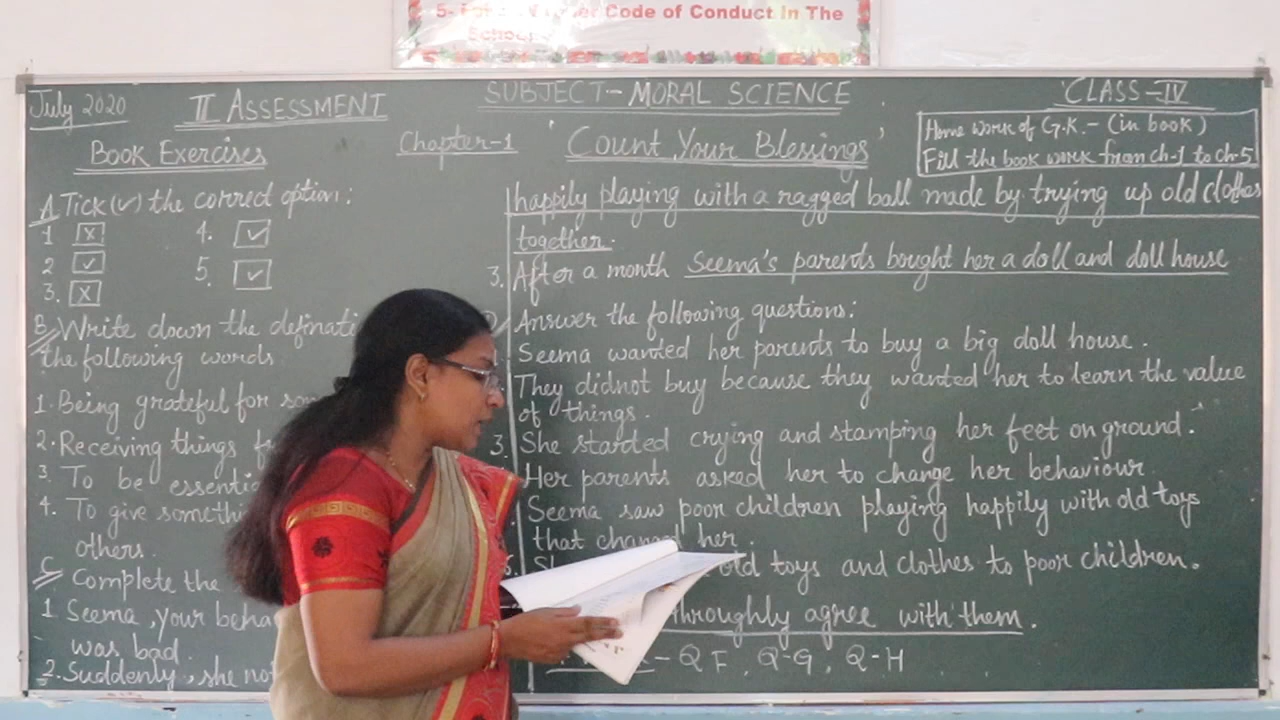 5- Code of Conduct In The
School
July 2020
II ASSESSMENT
SUBJECT - MORAL SCIENCE
CLASS-IV
Book Exercises
Chapter-1
'Count Your Blessings'
Home work of G.K. - (in book)
Fill the book work from ch-1 to ch-5
A Tick (✓) the correct option:
1 ☒ 4. ☑
2 ☑ 5. ☑
3. ☒
B Write down the definati
the following words
1. Being grateful for som
2. Receiving things f
3. To be essentia
4. To give somethi
others.
C Complete the
1 Seema, your beha
was bad
2. Suddenly, she no
happily playing with a ragged ball made by trying up old clothes
together.
3. After a month Seema's parents bought her a doll and doll house
Answer the following questions:
Seema wanted her parents to buy a big doll house.
They didnot buy because they wanted her to learn the value
of things.
3. She started crying and stamping her feet on ground.
Her parents asked her to change her behaviour
Seema saw poor children playing happily with old toys
that changed her.
old toys and clothes to poor children.
throughly agree with them.
- QF, Q-G, Q-H